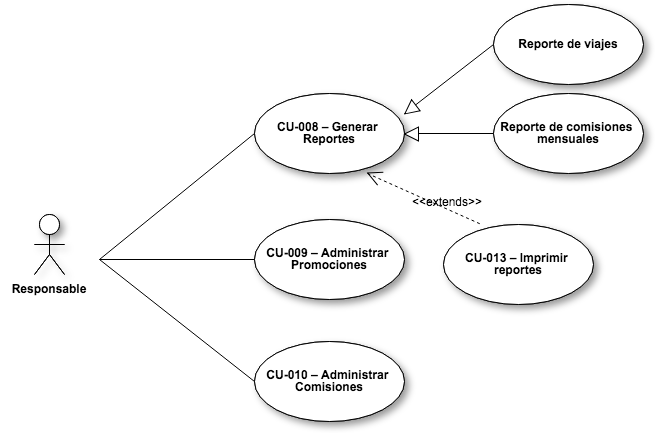 Reporte de viajes
CU-008 – Generar
Reportes
Reporte de comisiones
mensuales
<<extends>>
CU-009 – Administrar
Promociones
CU-013 – Imprimir
reportes
Responsable
CU-010 – Administrar
Comisiones